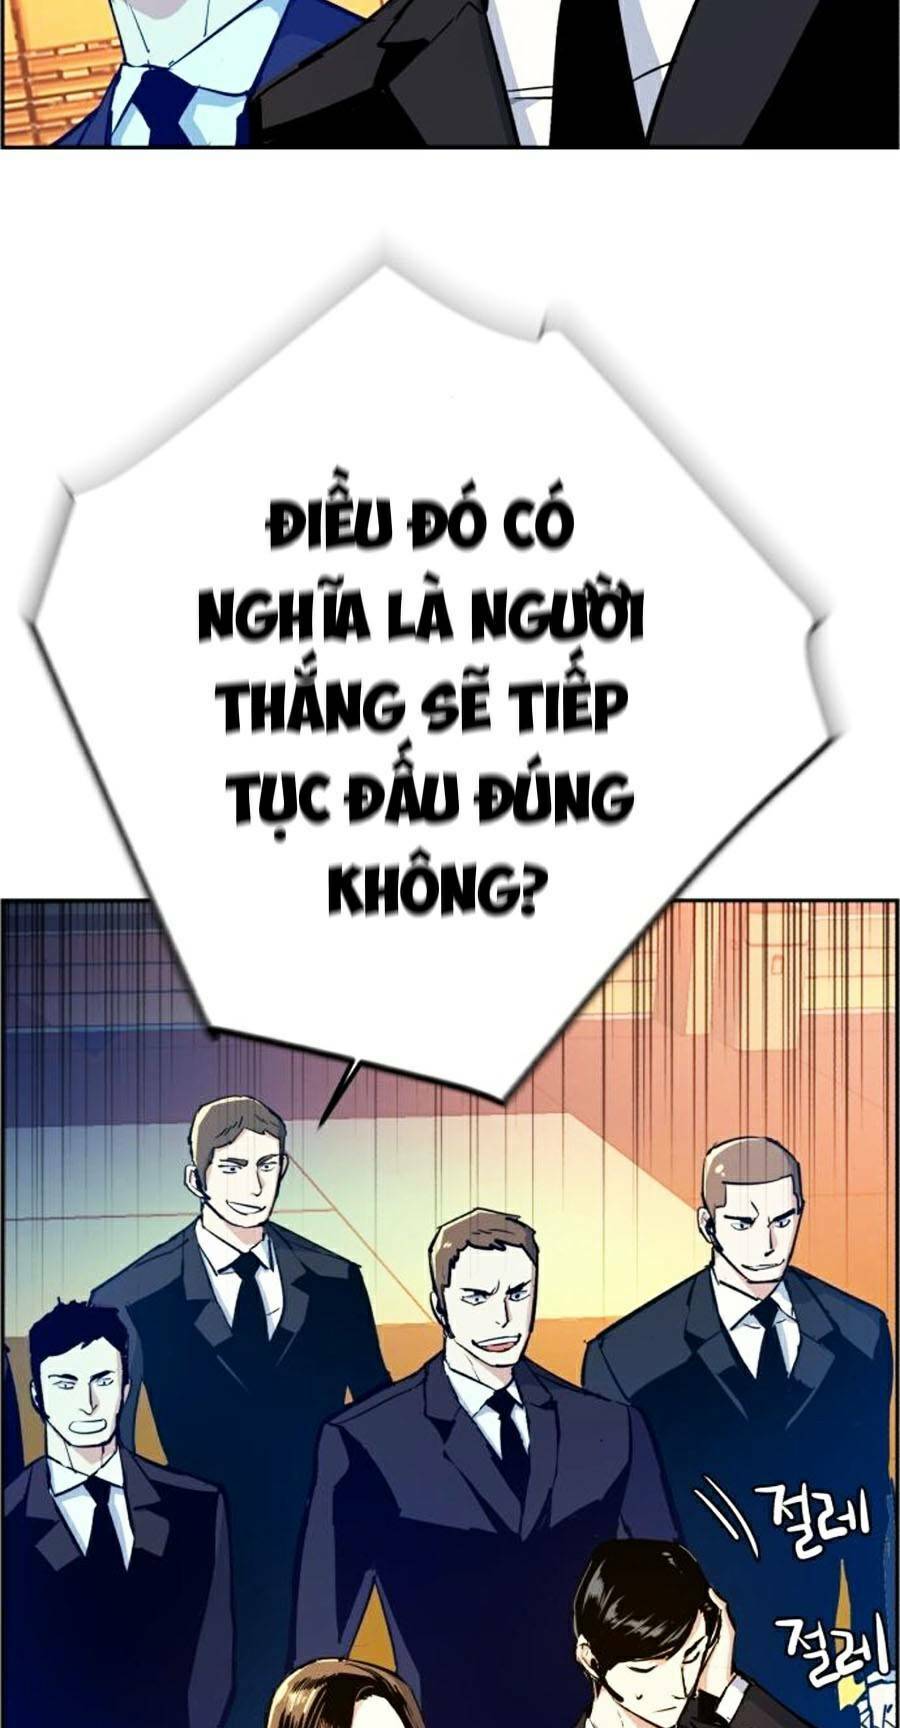 ĐIỀU ĐÓ CÓ
NGHĨA LÀ NGƯỜI
THẮNG SẼ TIẾP
TỤC ĐẤU ĐÚNG
KHÔNG?
절레
절레